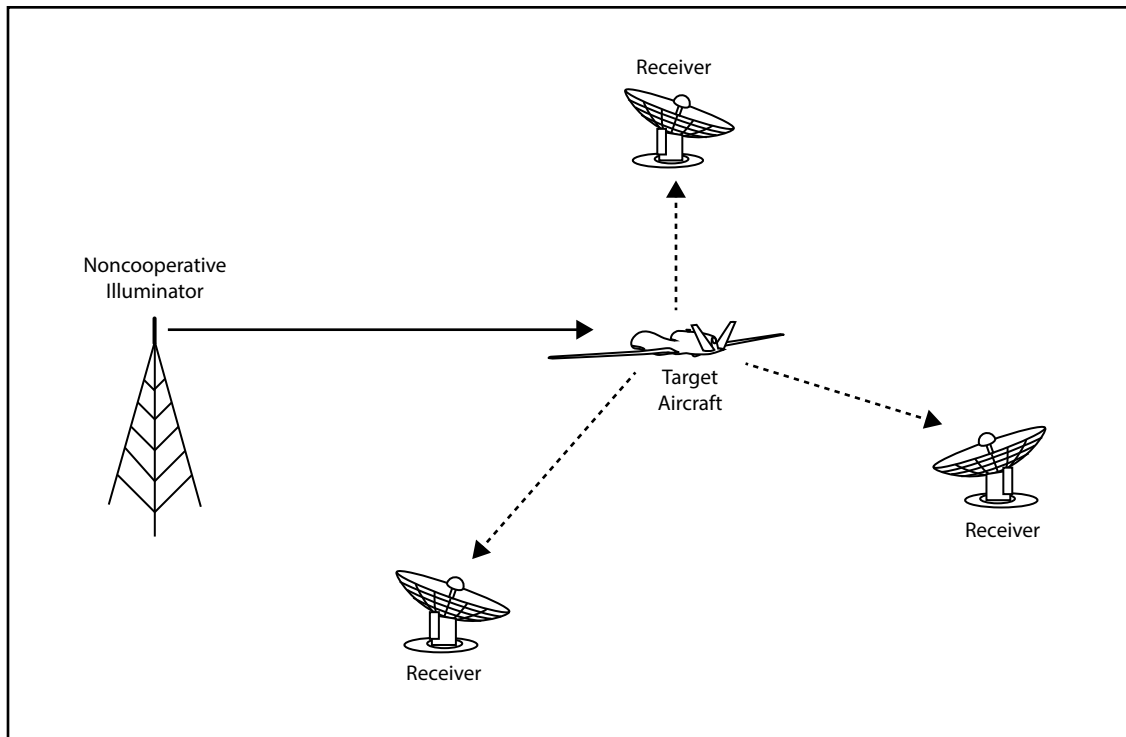 Receiver
Noncooperative
Illuminator
Target
Aircraft
Receiver
Receiver